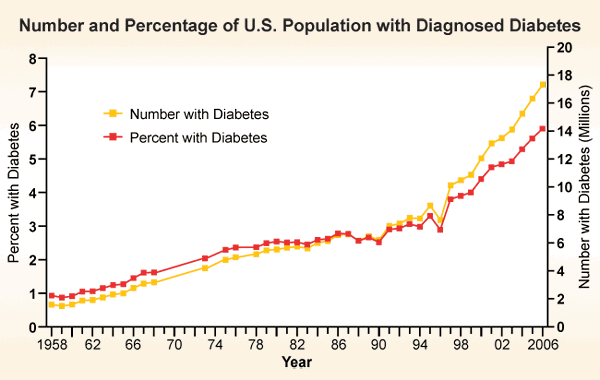 Number and Percentage of U.S. Population with Diagnosed Diabetes
8
7
6
5
4
3
2
1
0
Percent with Diabetes
Number with Diabetes
Percent with Diabetes
20
18
16
14
12
10
8
6
4
2
0
Number with Diabetes (Millions)
1958 62 66 70 74 78 82 86 90 94 98 02 2006
Year